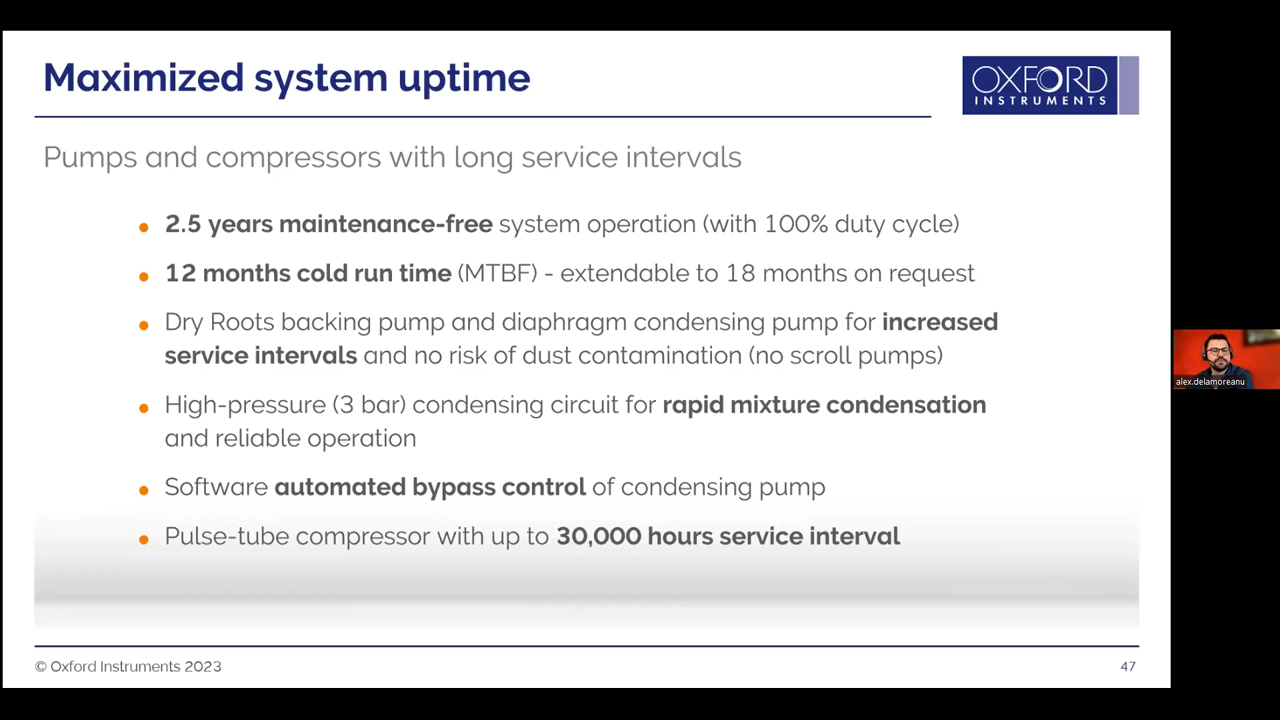 Maximized system uptime
OXFORD
INSTRUMENTS
Pumps and compressors with long service intervals
2.5 years maintenance-free system operation (with 100% duty cycle)
12 months cold run time (MTBF) - extendable to 18 months on request
Dry Roots backing pump and diaphragm condensing pump for increased
service intervals and no risk of dust contamination (no scroll pumps)
High-pressure (3 bar) condensing circuit for rapid mixture condensation
and reliable operation
Software automated bypass control of condensing pump
Pulse-tube compressor with up to 30,000 hours service interval
alex.delamoreanu
© Oxford Instruments 2023
47